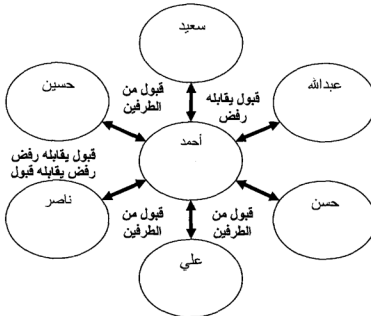 سعيد
عبدالله
قبول يقابله
رفض
قبول من
الطرفين
حسين
أحمد
قبول يقابله رفض
رفض يقابله قبول
ناصر
حسن
قبول من
الطرفين
قبول من
الطرفين
علي